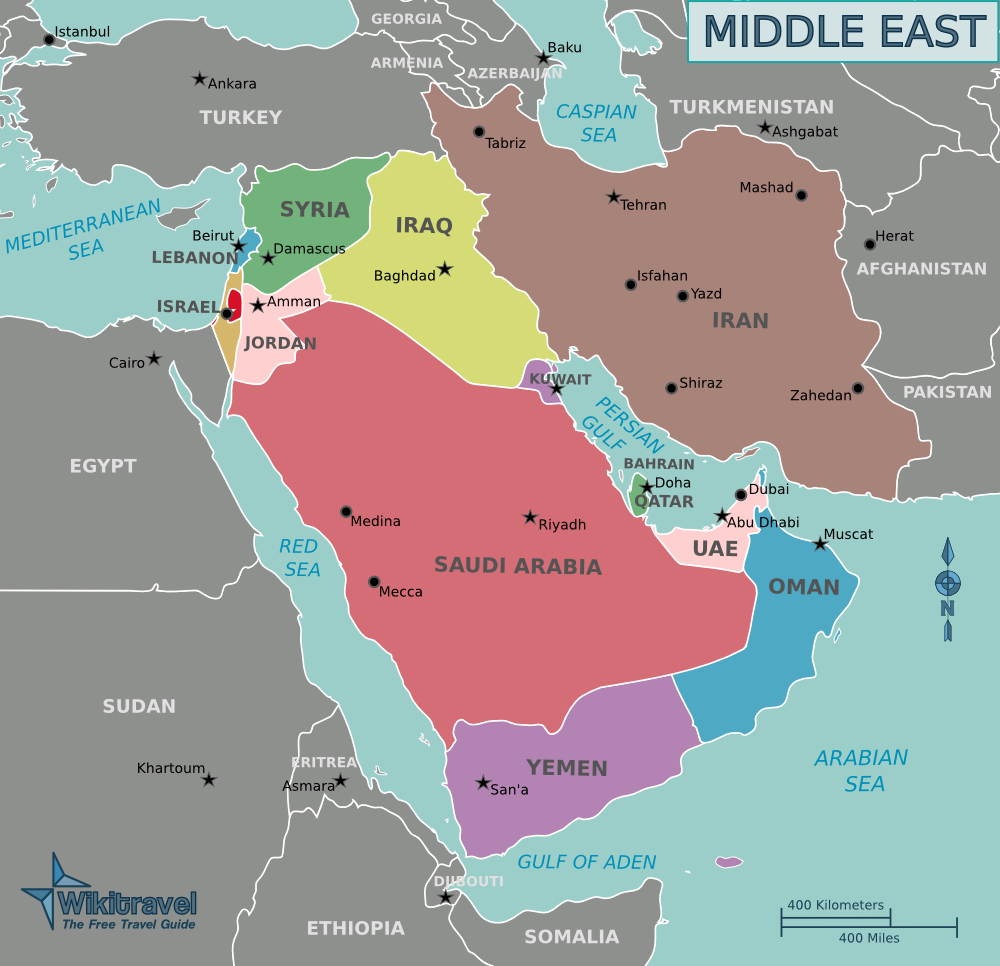 MIDDLE EAST
Istanbul
GEORGIA
Baku
ARMENIA
AZERBAIJAN
Ankara
TURKEY
CASPIAN
SEA
TURKMENISTAN
Ashgabat
Tabriz
Mashad
Tehran
MEDITERRANEAN
SEA
SYRIA
IRAQ
Beirut
LEBANON
Damascus
Herat
AFGHANISTAN
Baghdad
Isfahan
Yazd
IRAN
ISRAEL
Amman
JORDAN
Cairo
KUWAIT
Shiraz
Zahedan
PAKISTAN
PERSIAN
GULF
EGYPT
BAHRAIN
Doha
QATAR
Dubai
Abu Dhabi
UAE
Muscat
Medina
Riyadh
RED
SEA
SAUDI ARABIA
Mecca
OMAN
N
SUDAN
Khartoum
ERITREA
Asmara
YEMEN
San'a
ARABIAN
SEA
GULF OF ADEN
DJIBOUTI
Wikitravel
The Free Travel Guide
ETHIOPIA
SOMALIA
400 Kilometers
400 Miles